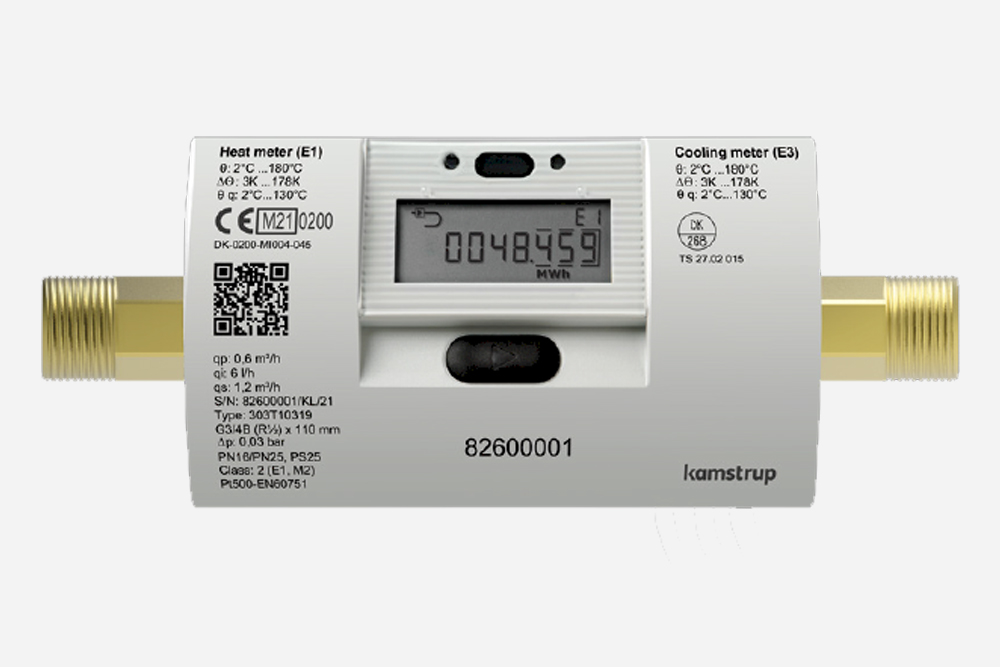 Heat meter (E1)
θ: 2°C ...180°C
ΔΘ: 3K ...178K
θ q: 2°C...130°C
CE M21 0200
DK-0200-MI004-045
qp: 0,6 m³/h
qi: 6 l/h
qs: 1,2 m³/h
S/N: 82600001/KL/21
Type: 303T10319
G3/4B (R½) x 110 mm
Δp: 0,03 bar
PN16/PN25, PS25
Class: 2 (E1, M2)
Pt500-EN60751
E1
0048.459
MWh
82600001
Cooling meter (E3)
θ: 2°C ...180°C
ΔΘ: 3K ...178K
θ q: 2°C...130°C
DK
268
TS 27.02 015
kamstrup